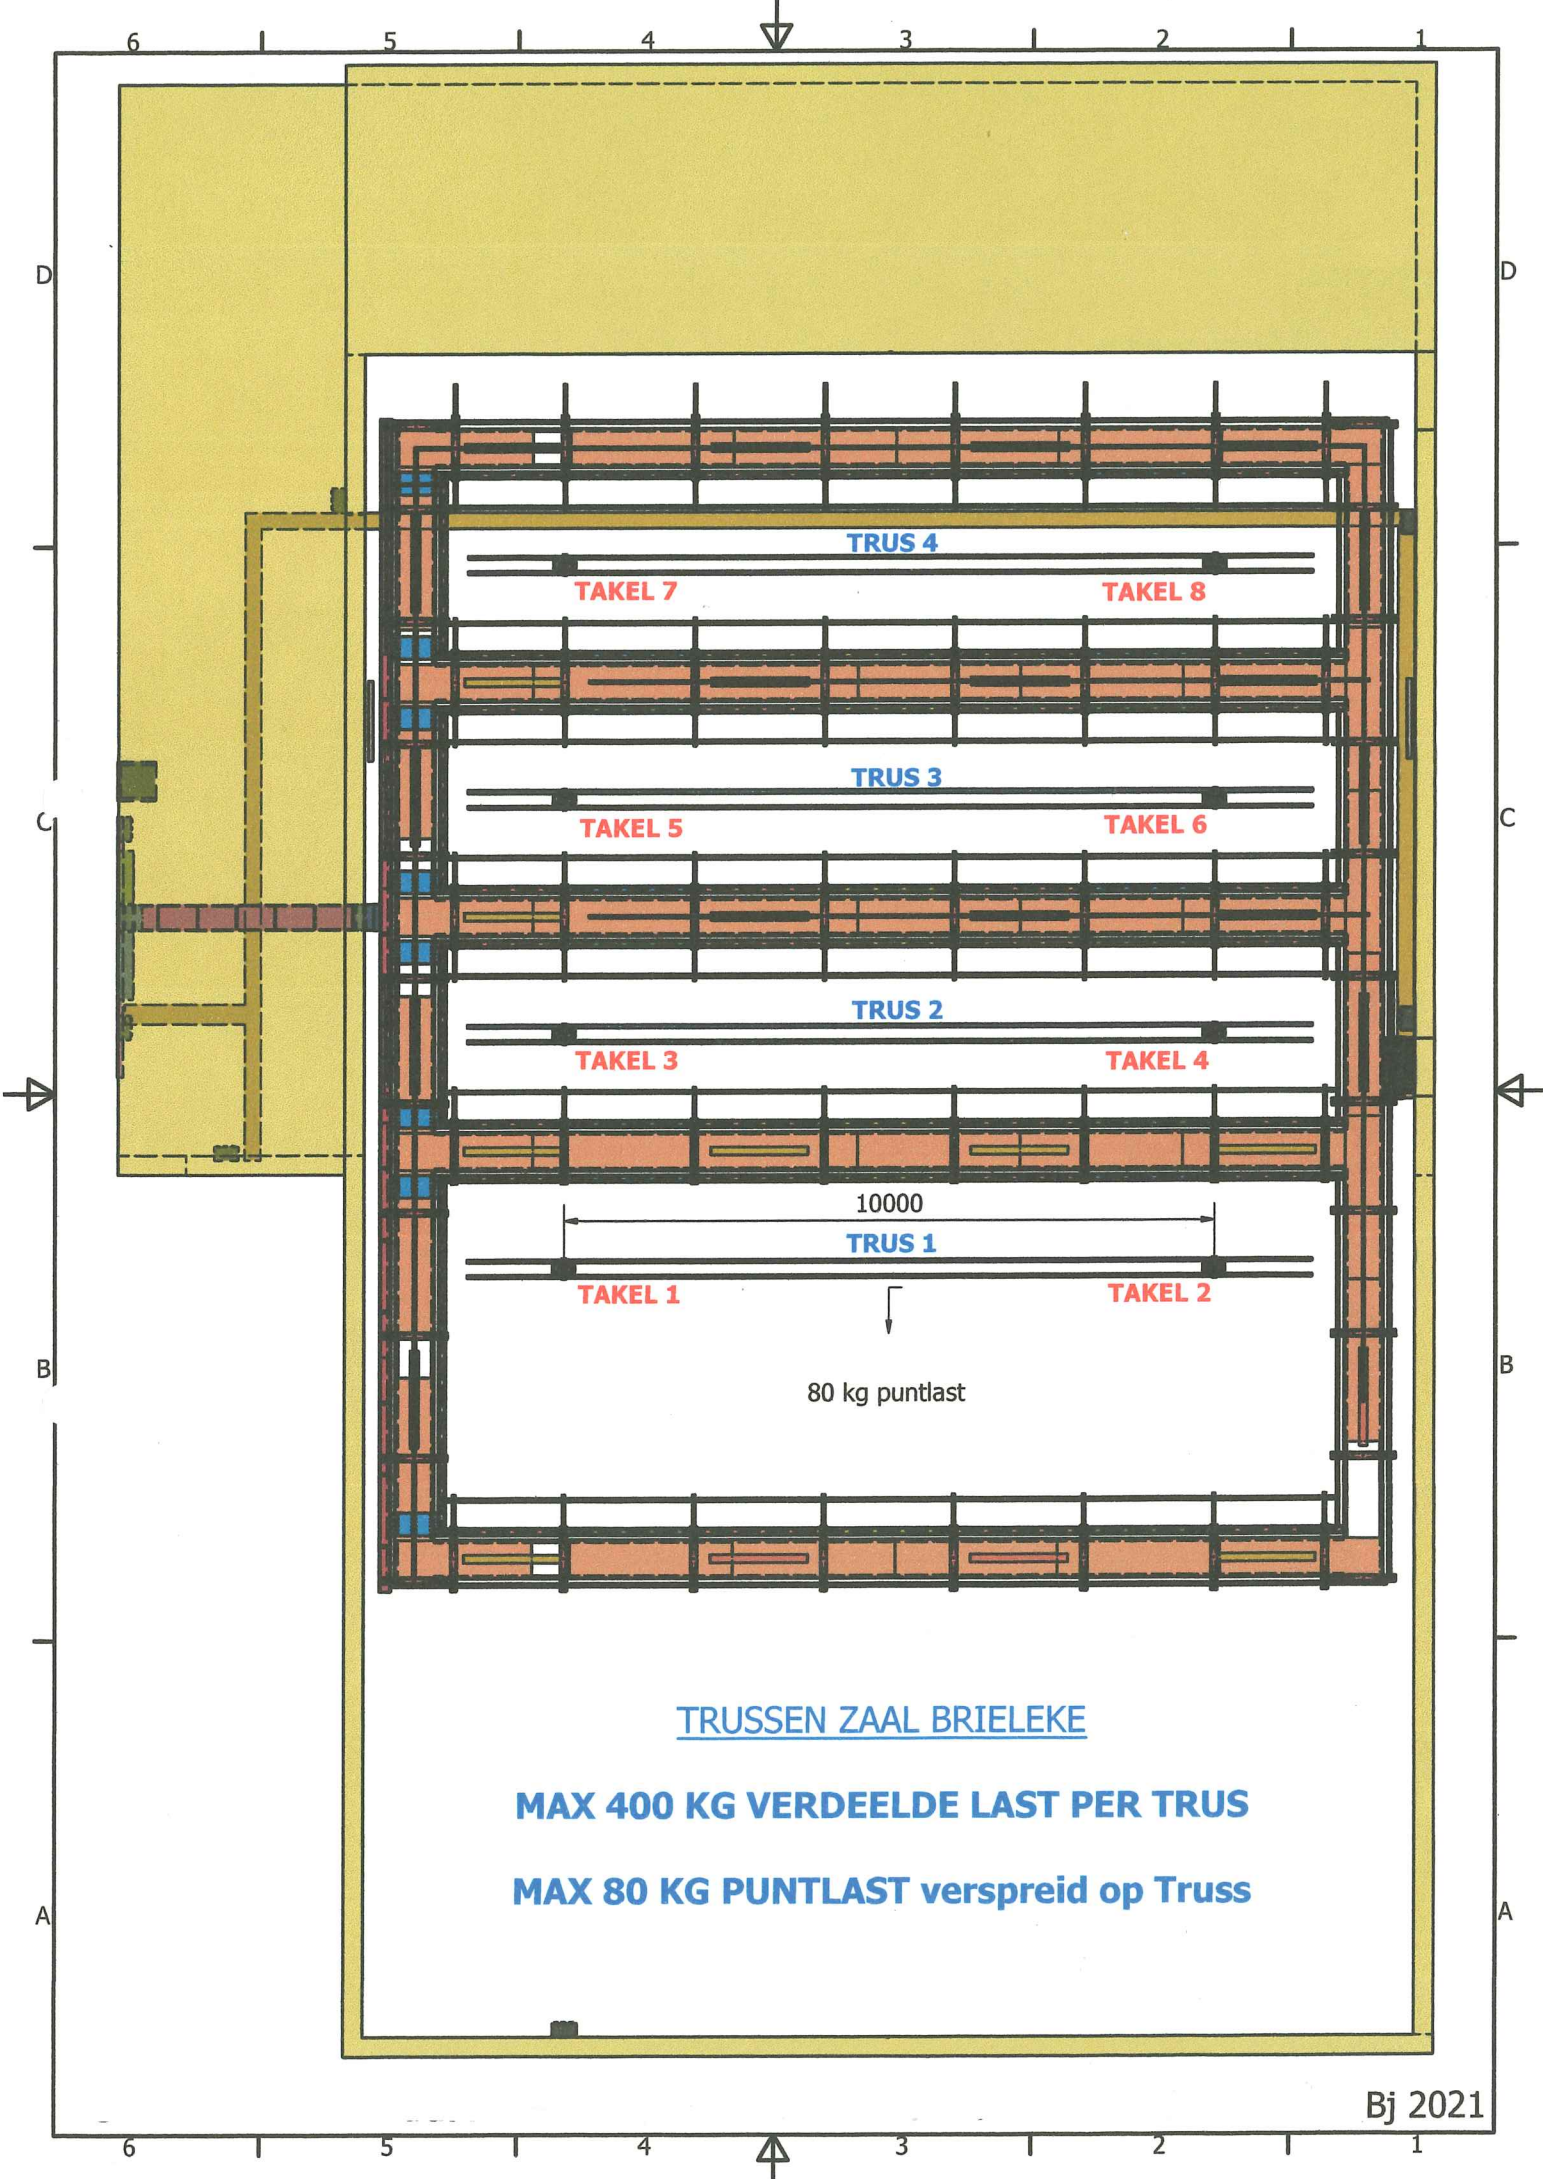 6 5 4 3 2 1
D D
TRUS 4
TAKEL 7 TAKEL 8
TRUS 3
C C
TAKEL 5 TAKEL 6
TRUS 2
TAKEL 3 TAKEL 4
10000
TRUS 1
TAKEL 1 TAKEL 2
B B
80 kg puntlast
TRUSSEN ZAAL BRIELEKE
MAX 400 KG VERDEELDE LAST PER TRUS
MAX 80 KG PUNTLAST verspreid op Truss
A A
Bj 2021
6 5 4 3 2 1